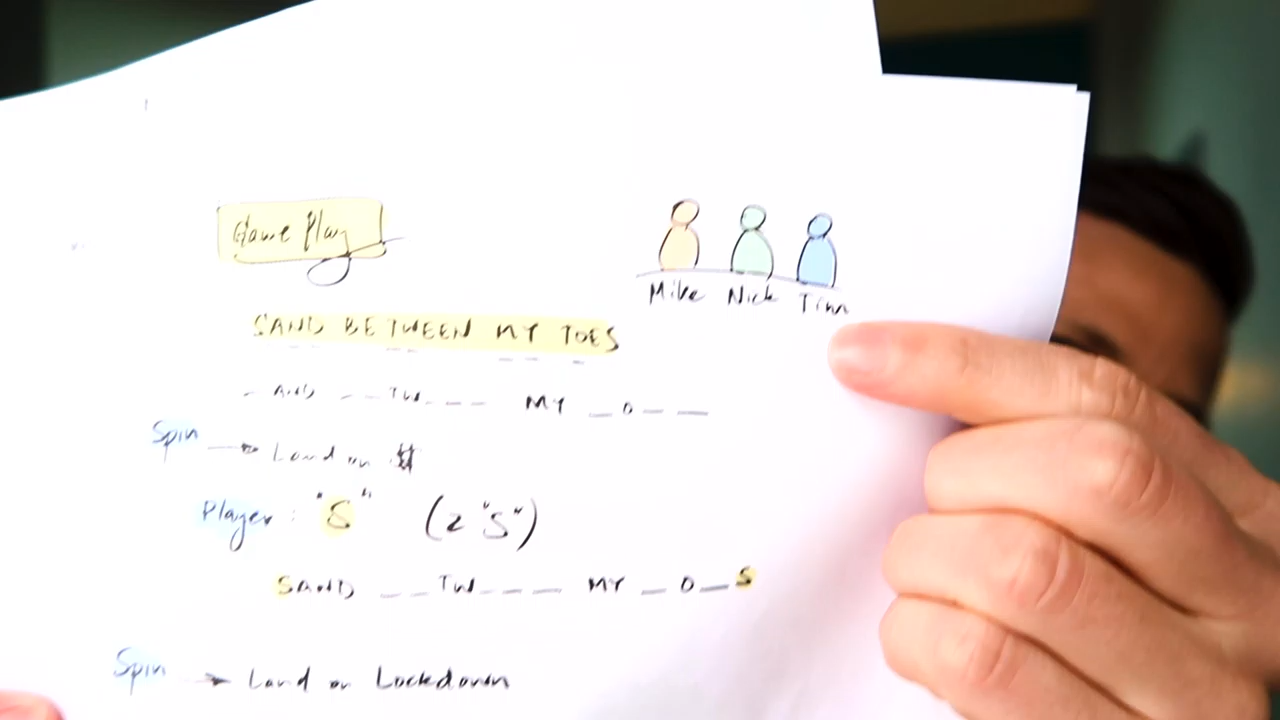 Game Play
Mike Nick Tinn
SAND BETWEEN MY TOES
_ AND _ _ TW _ _ _ MY _ O _ _
Spin → Land on $
Player : "S" (2 "S")
SAND _ _ TW _ _ _ MY _ O _ S
Spin → Land on Lockdown